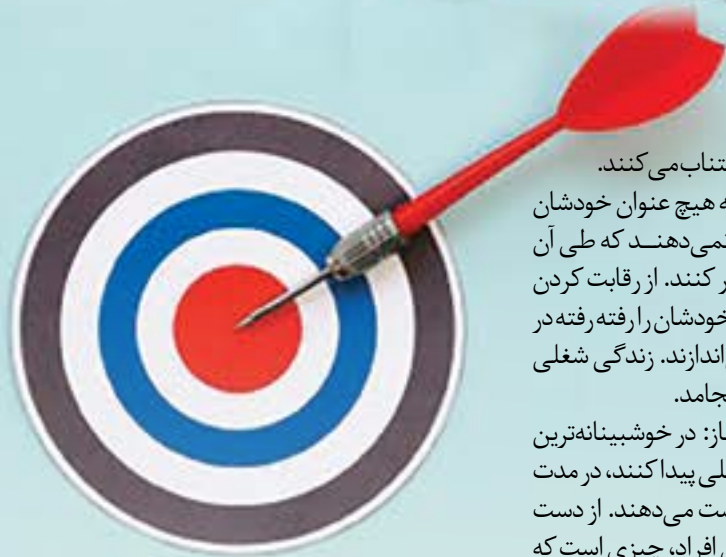 تناب می‌کنند.
ه هیچ عنوان خودشان
نمی‌دهنــد که طی آن
ر کنند. از رقابت کردن
خودشان را رفته رفته در
اندازند. زندگی شغلی
جامد.
از: در خوشبینانه‌ترین
لی پیدا کنند، در مدت
ست می‌دهند. از دست
افراد، چیزی است که